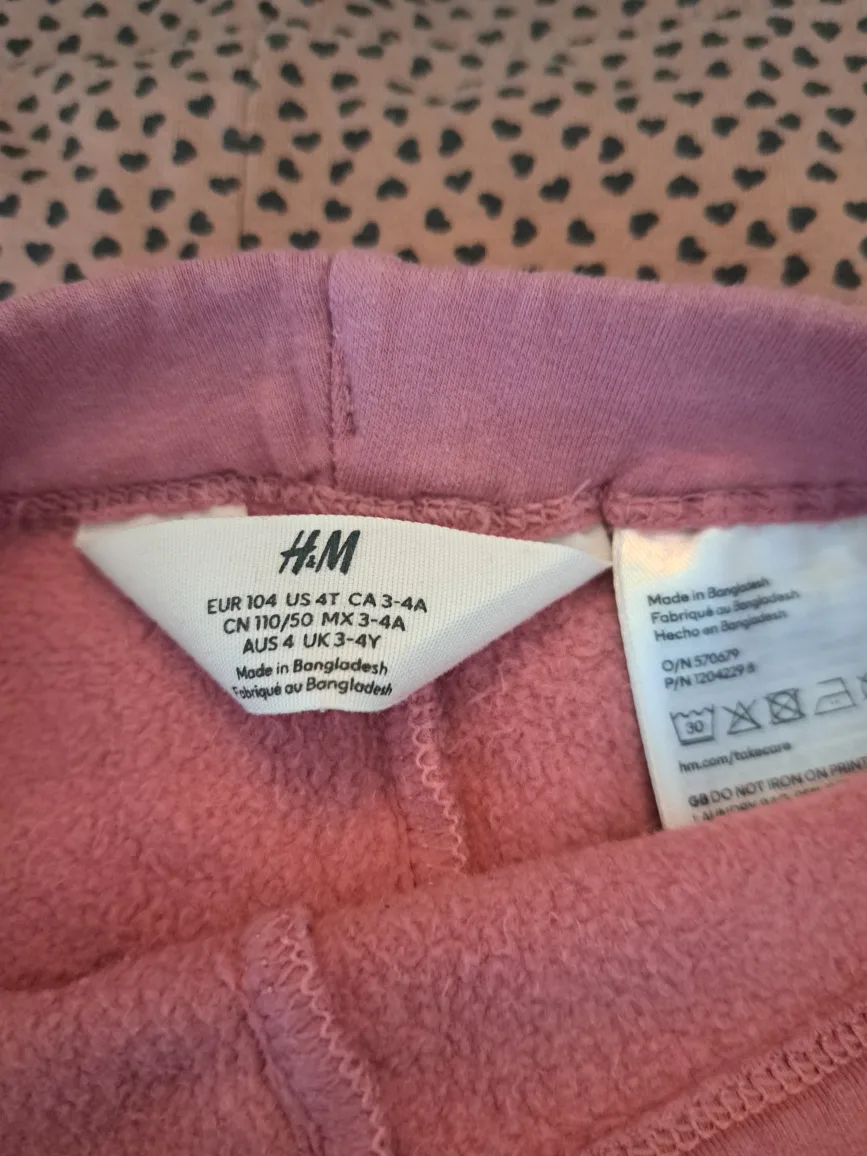 H&M
EUR 104 US 4T CA 3-4A
CN 110/50 MX 3-4A
AUS 4 UK 3-4Y
Made in Bangladesh
Fabriqué au Bangladesh
Made in Bangladesh
Fabriqué au Bangladesh
Hecho en Bangladesh
O/N 570679
P/N 1204229 8
30
hm.com/takecare
GB DO NOT IRON ON PRINT